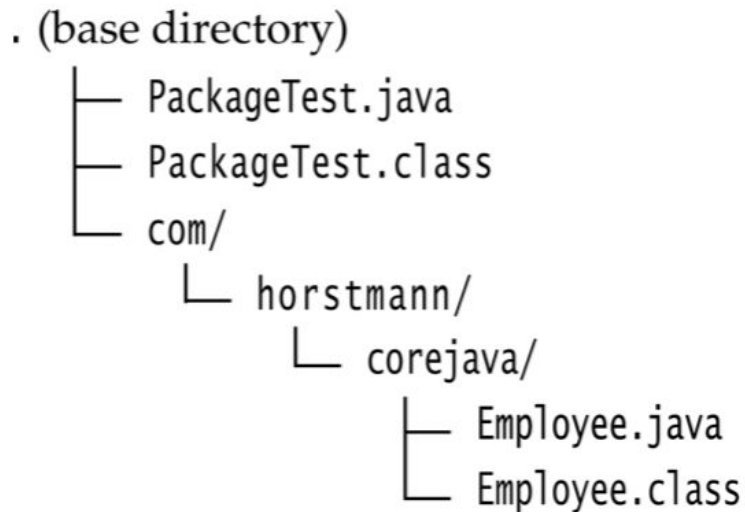 . (base directory)
PackageTest.java
PackageTest.class
com/
horstmann/
corejava/
Employee.java
Employee.class